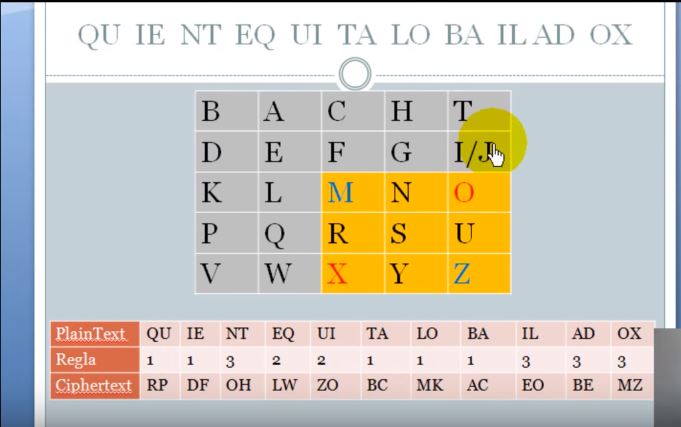 QU IE NT EQ UI TA LO BA IL AD OX
B A C H T
D E F G I/J
K L M N O
P Q R S U
V W X Y Z
PlainText QU IE NT EQ UI TA LO BA IL AD OX
Regla 1 1 3 2 2 1 1 1 3 3 3
Ciphertext RP DF OH LW ZO BC MK AC EO BE MZ